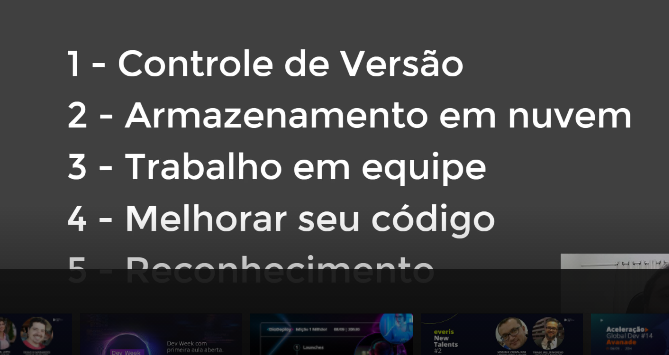 1 - Controle de Versão
2 - Armazenamento em nuvem
3 - Trabalho em equipe
4 - Melhorar seu código
5 - Reconhecimento
Dev Week com
primeira aula aberta
everis
New
Talents
#2
Aceleração
Global Dev #14
Avanade